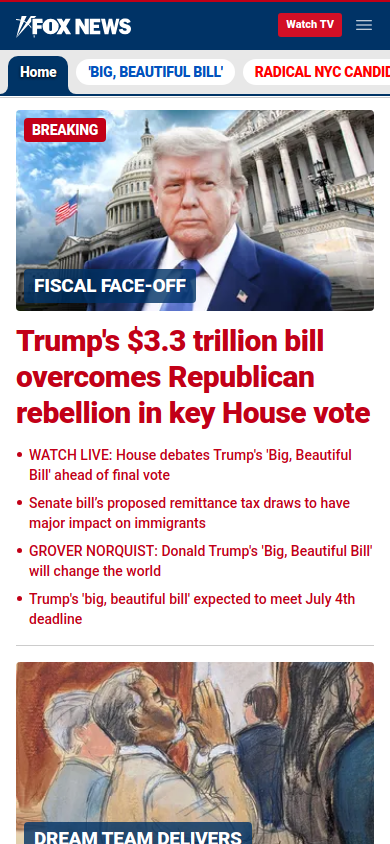 FOX NEWS
Watch TV
Home
'BIG, BEAUTIFUL BILL'
RADICAL NYC CANDID
BREAKING
FISCAL FACE-OFF
Trump's $3.3 trillion bill
overcomes Republican
rebellion in key House vote
• WATCH LIVE: House debates Trump's 'Big, Beautiful
Bill' ahead of final vote
• Senate bill’s proposed remittance tax draws to have
major impact on immigrants
• GROVER NORQUIST: Donald Trump's 'Big, Beautiful Bill'
will change the world
• Trump's 'big, beautiful bill' expected to meet July 4th
deadline
DREAM TEAM DELIVERS